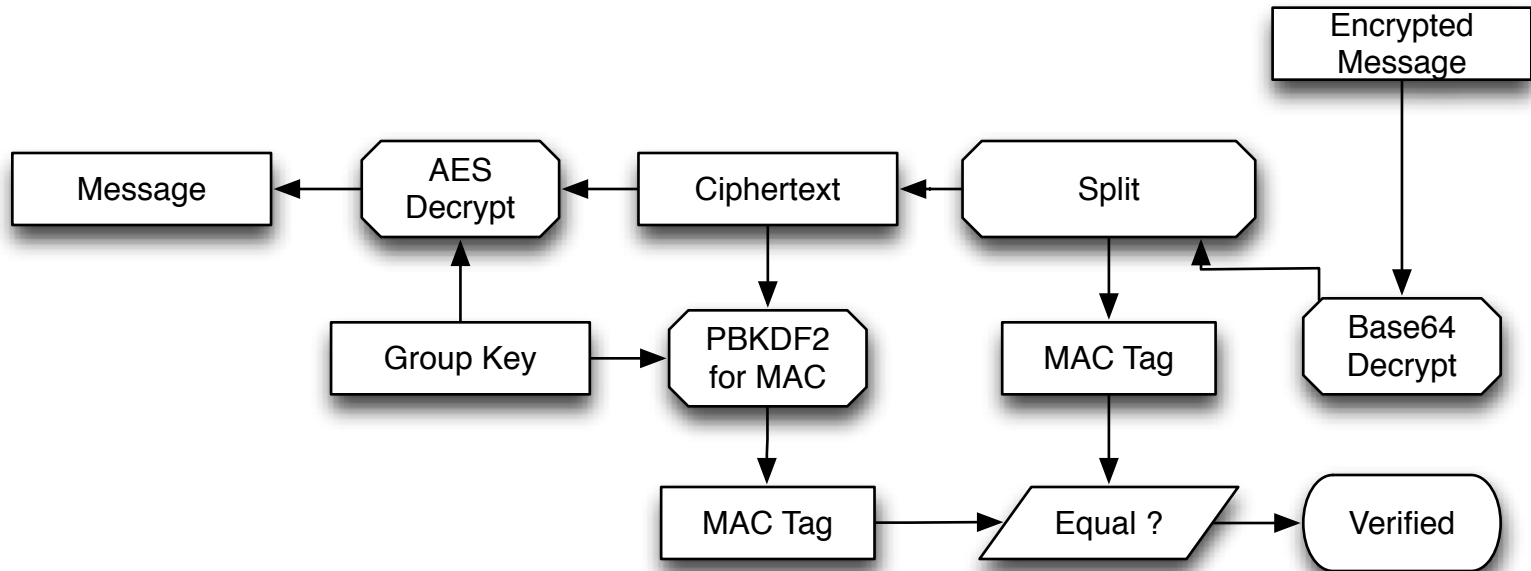 Encrypted
Message
Message
AES
Decrypt
Ciphertext
Split
Group Key
PBKDF2
for MAC
MAC Tag
Base64
Decrypt
MAC Tag
Equal ?
Verified